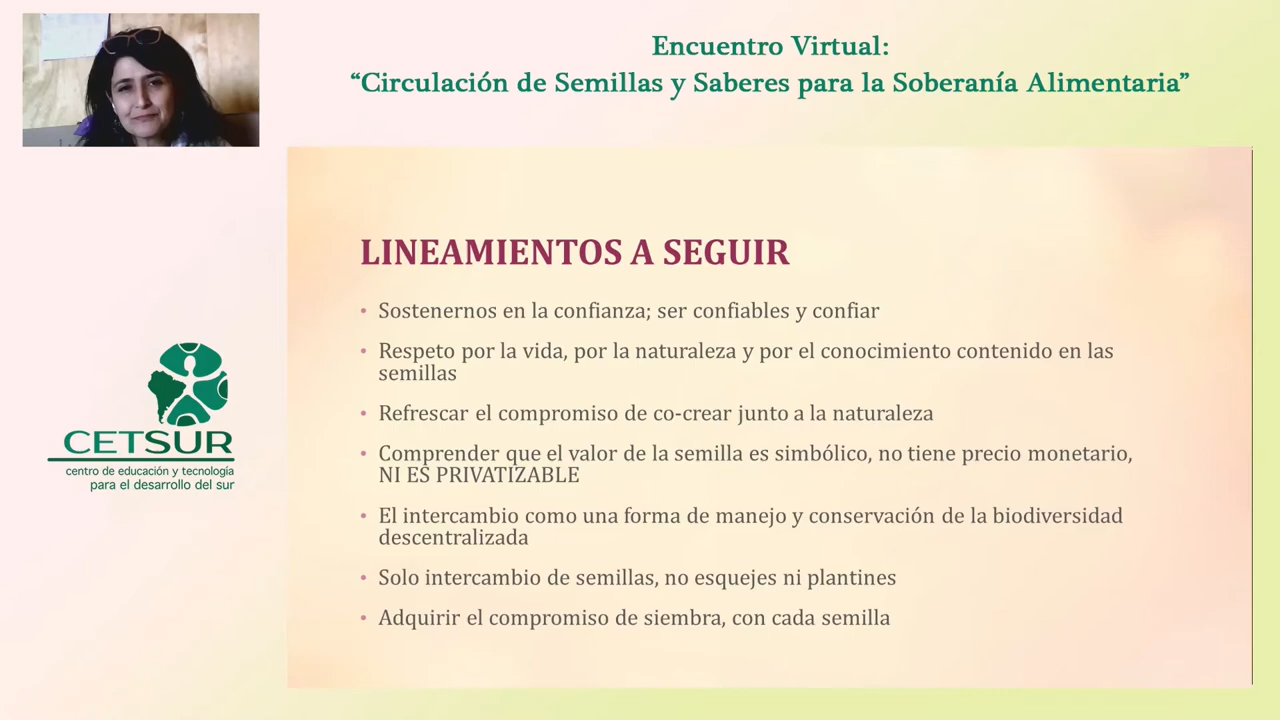 Encuentro Virtual:
“Circulación de Semillas y Saberes para la Soberanía Alimentaria”
LINEAMIENTOS A SEGUIR
• Sostenernos en la confianza; ser confiables y confiar
• Respeto por la vida, por la naturaleza y por el conocimiento contenido en las
semillas
• Refrescar el compromiso de co-crear junto a la naturaleza
• Comprender que el valor de la semilla es simbólico, no tiene precio monetario,
NI ES PRIVATIZABLE
• El intercambio como una forma de manejo y conservación de la biodiversidad
descentralizada
• Solo intercambio de semillas, no esquejes ni plantines
• Adquirir el compromiso de siembra, con cada semilla
CETSUR
centro de educación y tecnología
para el desarrollo del sur